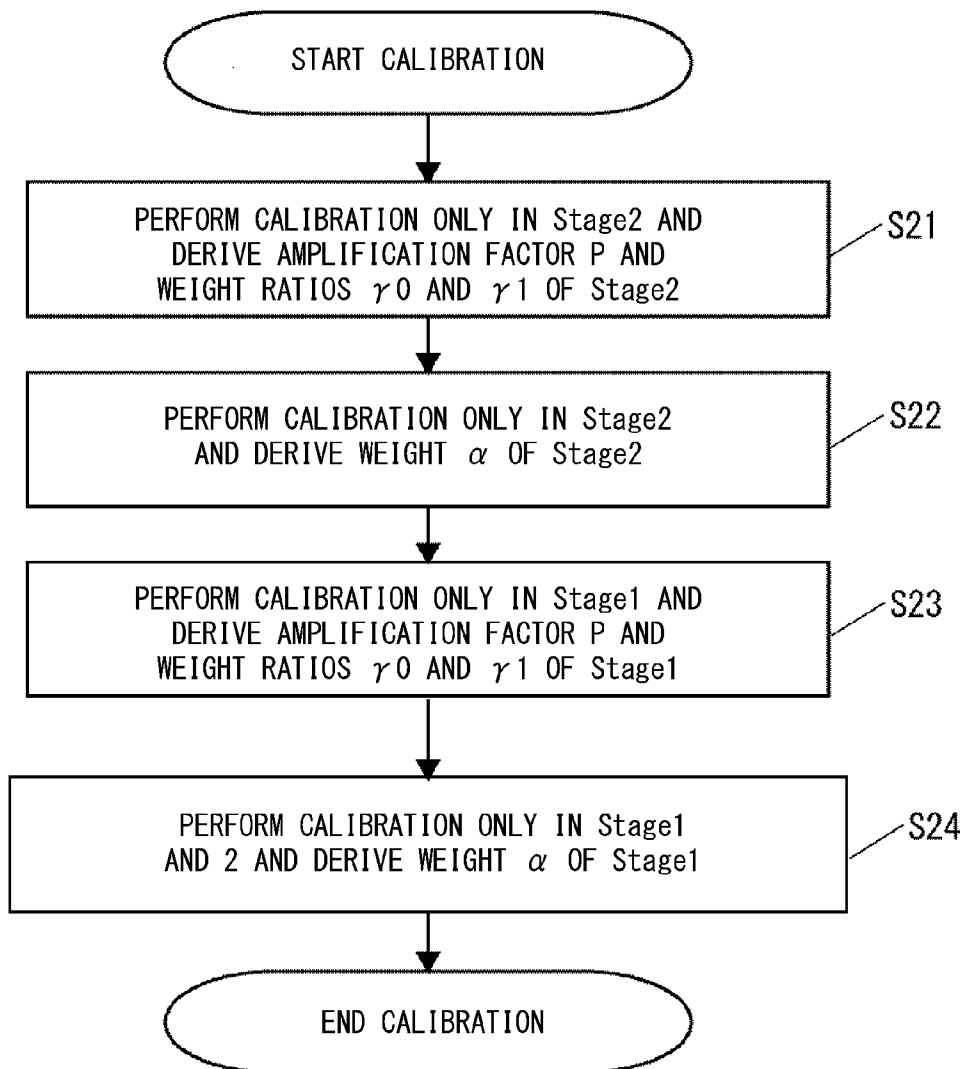 START CALIBRATION
PERFORM CALIBRATION ONLY IN Stage2 AND
DERIVE AMPLIFICATION FACTOR P AND
WEIGHT RATIOS γ0 AND γ1 OF Stage2
S21
PERFORM CALIBRATION ONLY IN Stage2
AND DERIVE WEIGHT α OF Stage2
S22
PERFORM CALIBRATION ONLY IN Stage1 AND
DERIVE AMPLIFICATION FACTOR P AND
WEIGHT RATIOS γ0 AND γ1 OF Stage1
S23
PERFORM CALIBRATION ONLY IN Stage1
AND 2 AND DERIVE WEIGHT α OF Stage1
S24
END CALIBRATION